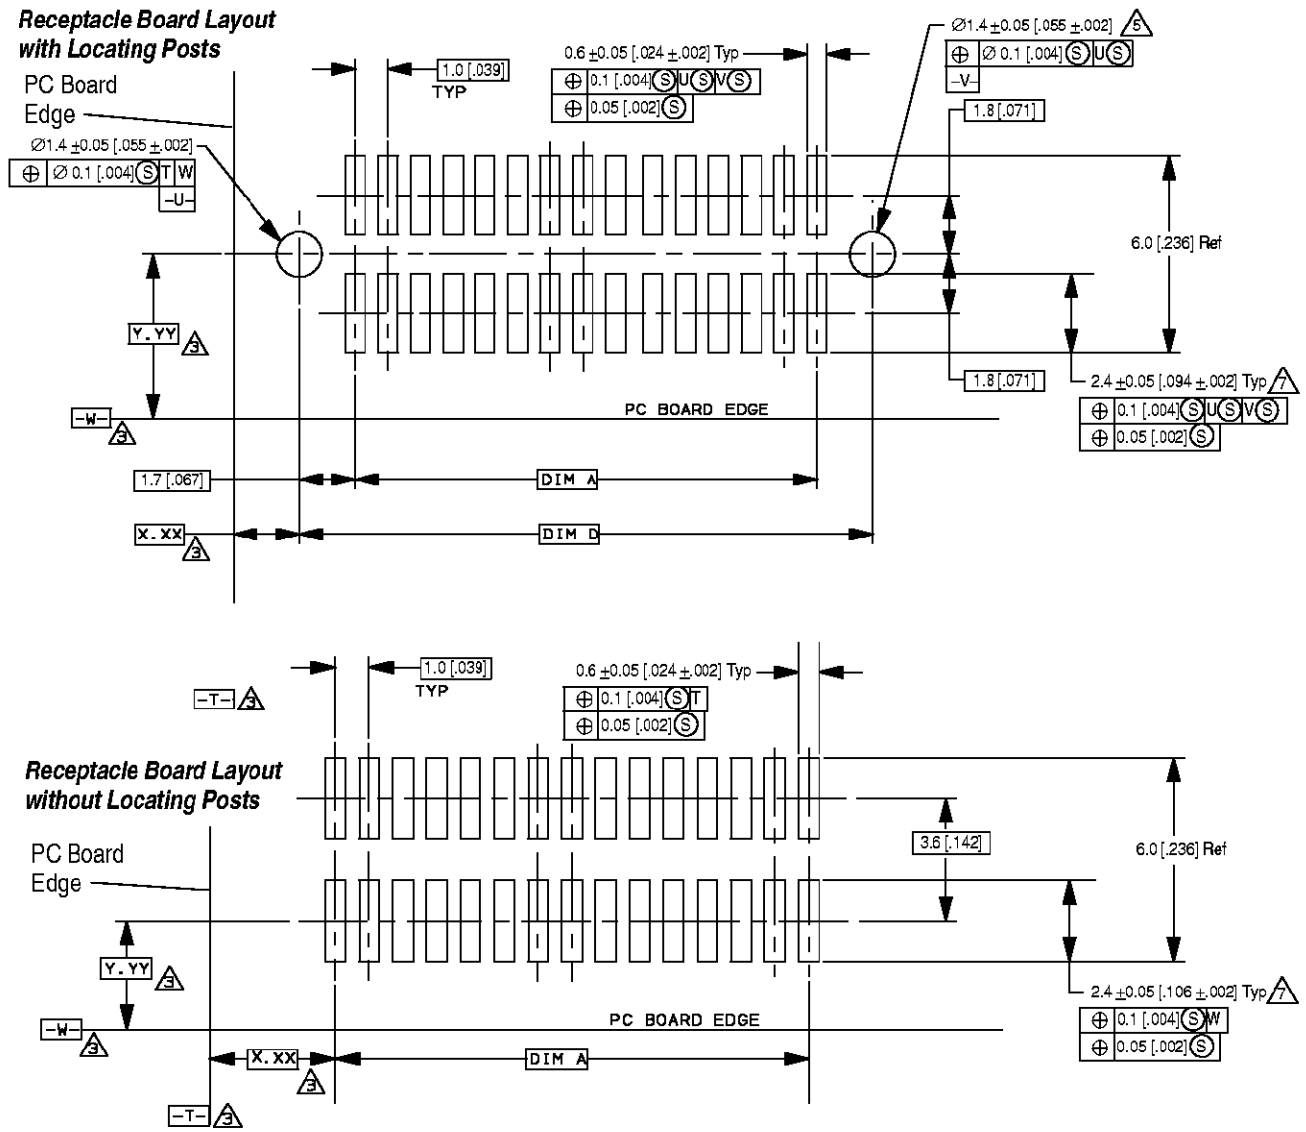 Receptacle Board Layout
with Locating Posts
PC Board
Edge
1.0 [.039]
TYP
0.6 ±0.05 [.024 ±.002] Typ
⊕ 0.1 [.004] Ⓢ U Ⓢ V Ⓢ
⊕ 0.05 [.002] Ⓢ
Ø1.4 ±0.05 [.055 ±.002] 5
⊕ Ø 0.1 [.004] Ⓢ U Ⓢ
-V-
1.8 [.071]
Ø1.4 ±0.05 [.055 ±.002]
⊕ Ø 0.1 [.004] Ⓢ T W
-U-
6.0 [.236] Ref
Y.YY 3
1.8 [.071]
2.4 ±0.05 [.094 ±.002] Typ 7
⊕ 0.1 [.004] Ⓢ U Ⓢ V Ⓢ
⊕ 0.05 [.002] Ⓢ
PC BOARD EDGE
-W- 3
1.7 [.067]
DIM A
X.XX 3
DIM D
1.0 [.039]
TYP
0.6 ±0.05 [.024 ±.002] Typ
⊕ 0.1 [.004] Ⓢ T
⊕ 0.05 [.002] Ⓢ
-T- 3
Receptacle Board Layout
without Locating Posts
PC Board
Edge
3.6 [.142]
6.0 [.236] Ref
Y.YY 3
2.4 ±0.05 [.106 ±.002] Typ 7
⊕ 0.1 [.004] Ⓢ W
⊕ 0.05 [.002] Ⓢ
PC BOARD EDGE
-W- 3
X.XX 3
DIM A
-T- 3